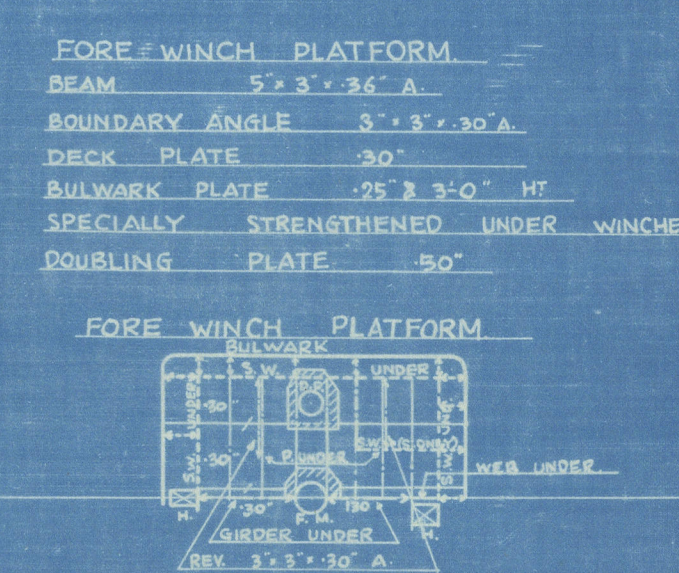 FORE WINCH PLATFORM.
BEAM 5" × 3" × .36" A.
BOUNDARY ANGLE 3" × 3" × .30" A.
DECK PLATE .30"
BULWARK PLATE .25" & 3'-0" HT
SPECIALLY STRENGTHENED UNDER WINCHE
DOUBLING PLATE .50"
FORE WINCH PLATFORM
BULWARK
S.W. UNDER
D.P.
S.W. UNDER
.30"
S.W. UND.
S.W. (S. ONLY)
.30"
P. UNDER
WEB UNDER.
.30"
130
H.
F. M.
H.
GIRDER UNDER
REV. 3" × 3" × .30" A.